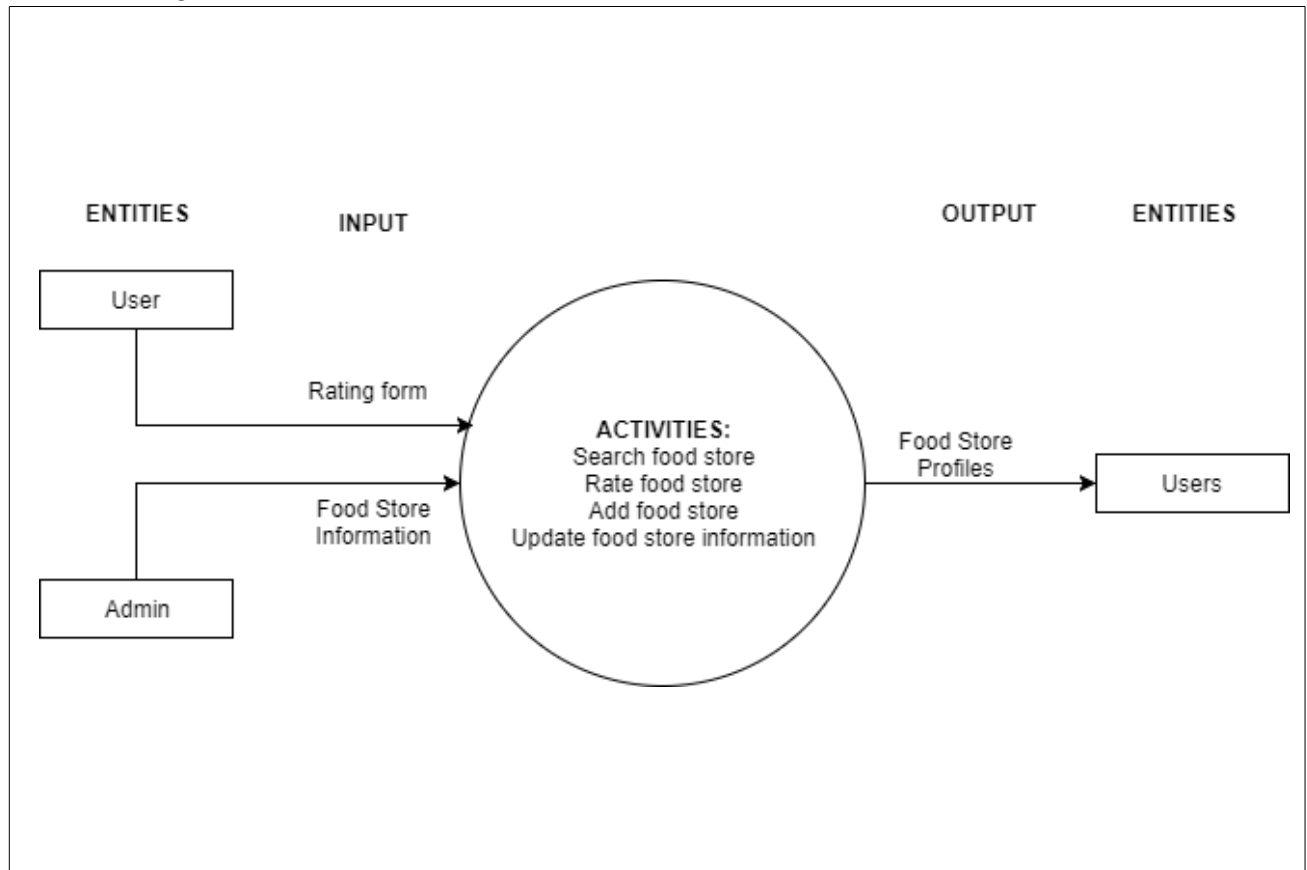 ENTITIES
INPUT
OUTPUT
ENTITIES
User
Rating form
Food Store
Information
Admin
ACTIVITIES:
Search food store
Rate food store
Add food store
Update food store information
Food Store
Profiles
Users